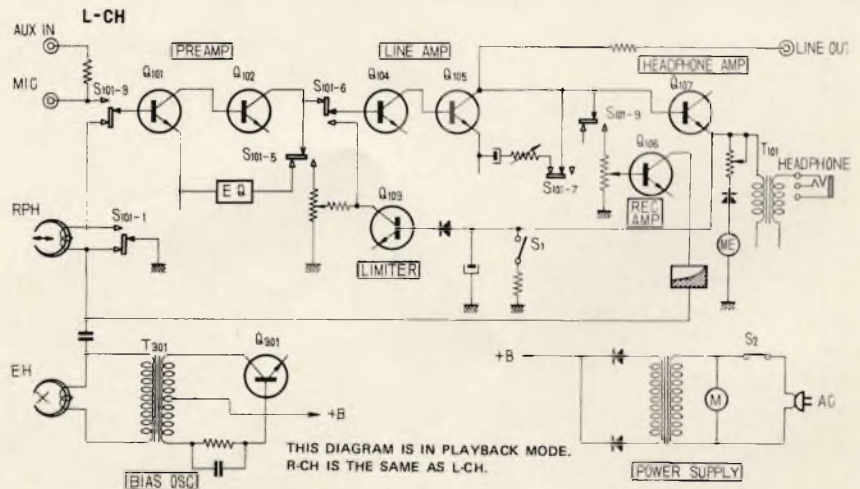 L-CH
AUX IN
MIC
PREAMP
LINE AMP
HEADPHONE AMP
LINE OUT
Q101
Q102
S101-6
Q104
Q105
Q107
S101-3
S101-5
S101-9
Q106
T101
HEADPHONE
EQ
S101-7
Q103
REC AMP
RPH
S101-1
LIMITER
S1
ME
EH
T301
Q301
+B
+B
S2
M
AC
THIS DIAGRAM IS IN PLAYBACK MODE.
R-CH IS THE SAME AS L-CH.
BIAS OSC
POWER SUPPLY